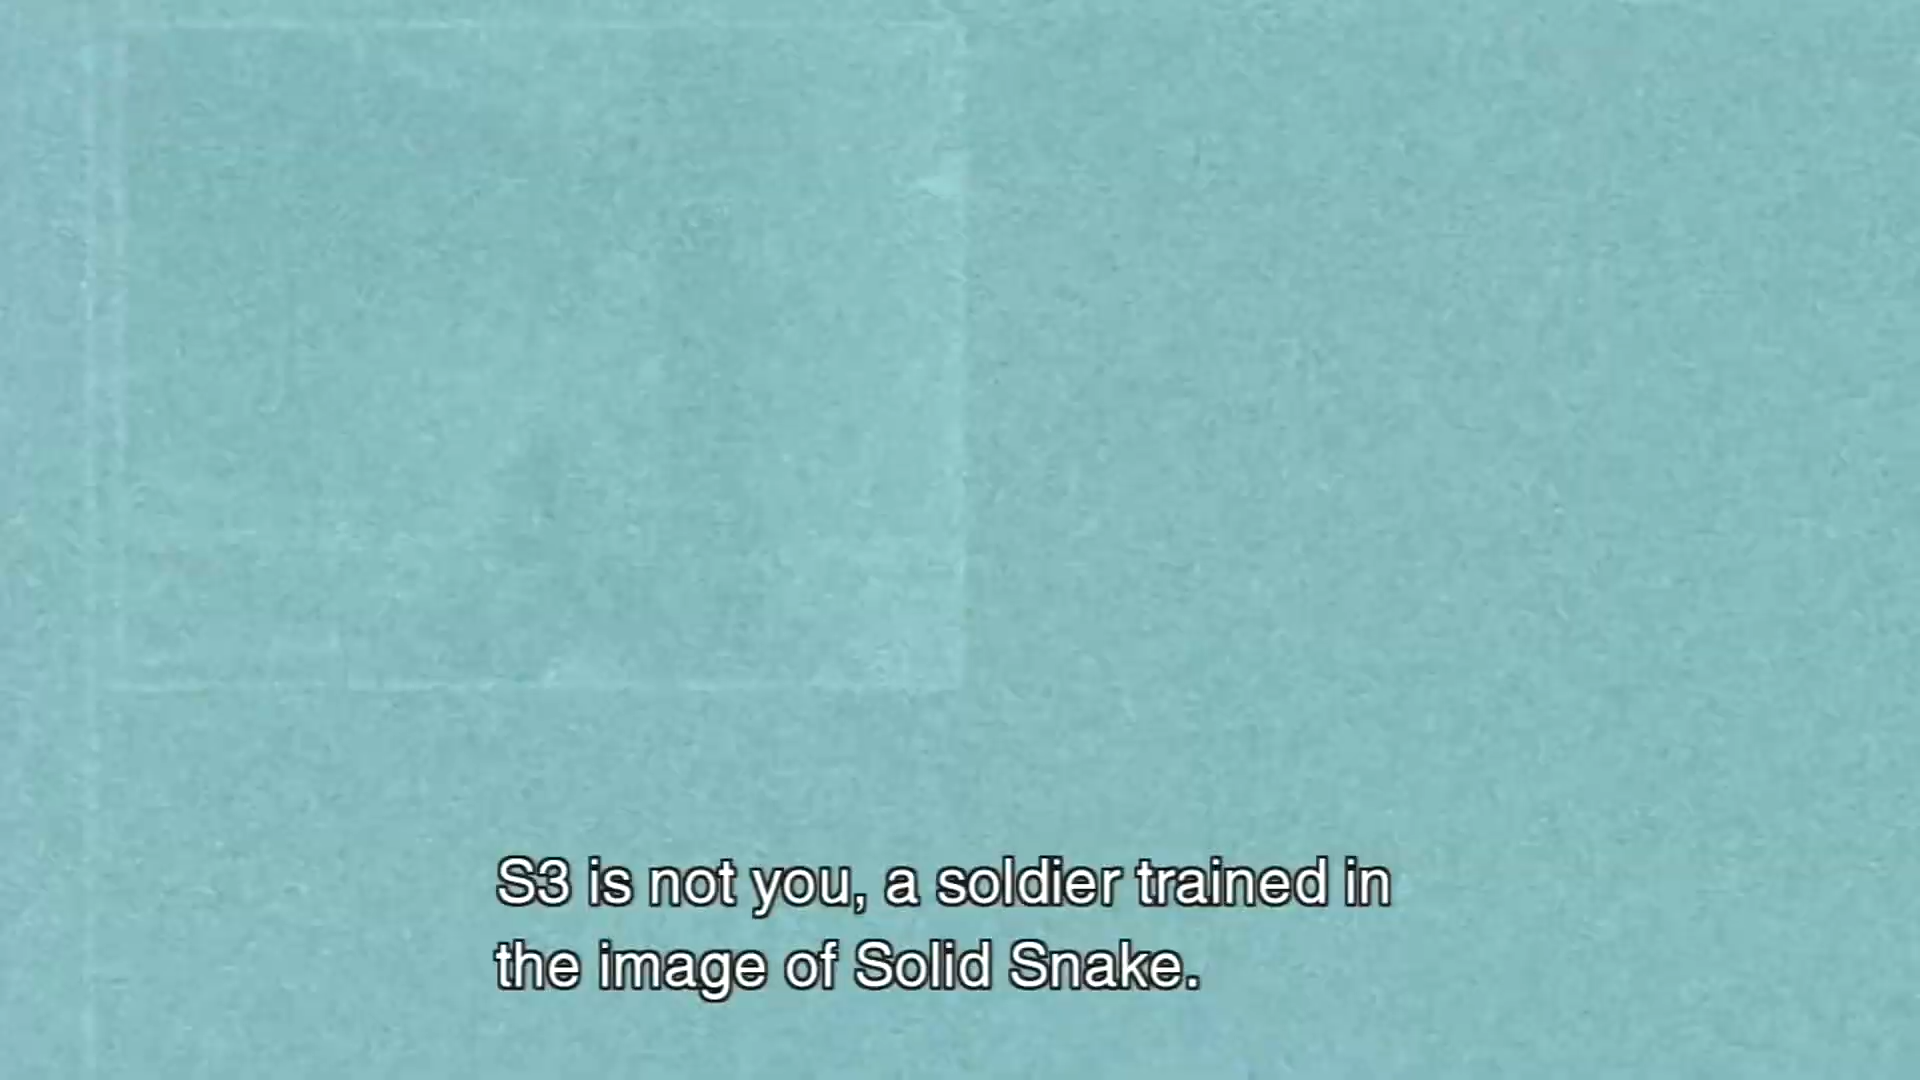 S3 is not you, a soldier trained in
the image of Solid Snake.